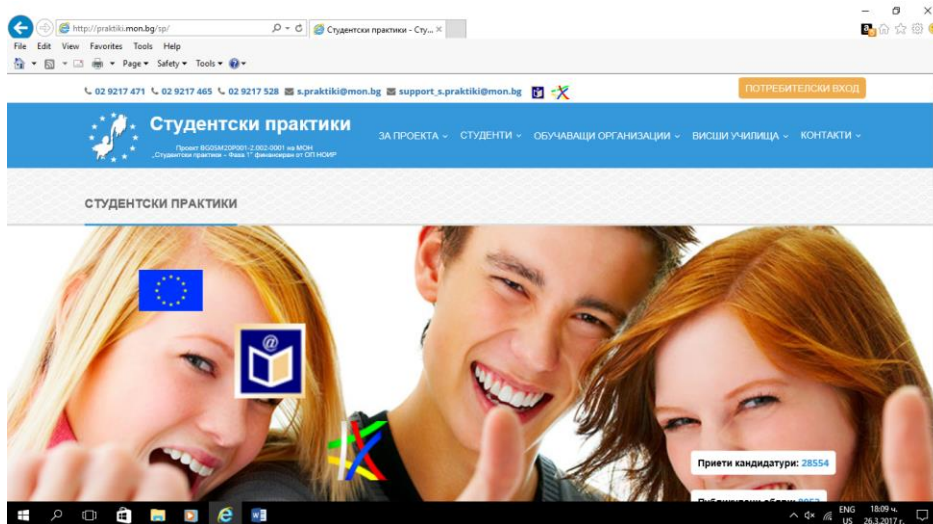 http://praktiki.mon.bg/sp/
Студентски практики - Сту...
File Edit View Favorites Tools Help
Page Safety Tools
02 9217 471 02 9217 465 02 9217 528 s.praktiki@mon.bg support_s.praktiki@mon.bg
ПОТРЕБИТЕЛСКИ ВХОД
Студентски практики
Проект BG05M2OP001-2.002-0001 на МОН
„Студентски практики - Фаза 1" финансиран от ОП НОИР
ЗА ПРОЕКТА СТУДЕНТИ ОБУЧАВАЩИ ОРГАНИЗАЦИИ ВИСШИ УЧИЛИЩА КОНТАКТИ
СТУДЕНТСКИ ПРАКТИКИ
@
Приети кандидатури: 28554
ENG 18:09 ч.
US 26.3.2017 г.